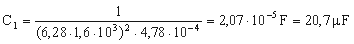 C₁ = 1 / ((6,28·1,6·10³)²·4,78·10⁻⁴) = 2,07·10⁻⁵ F = 20,7 μF